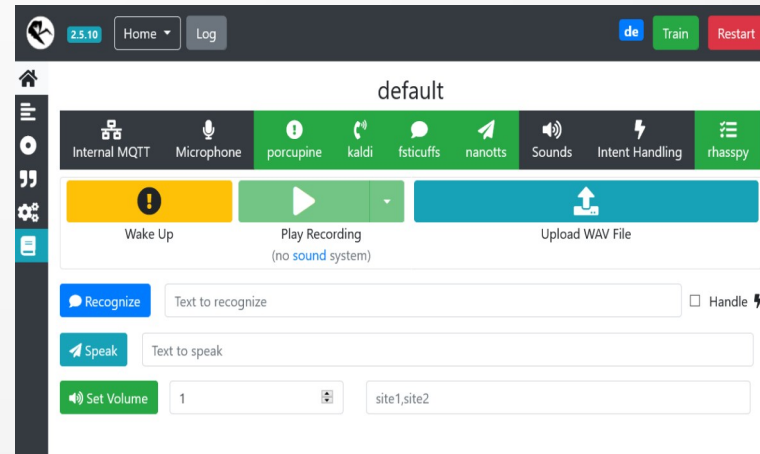 2.5.10 Home Log de Train Restart
default
Internal MQTT Microphone porcupine kaldi fsticuffs nanotts Sounds Intent Handling rhasspy
Wake Up Play Recording Upload WAV File
(no sound system)
Recognize Text to recognize Handle
Speak Text to speak
Set Volume 1 site1,site2